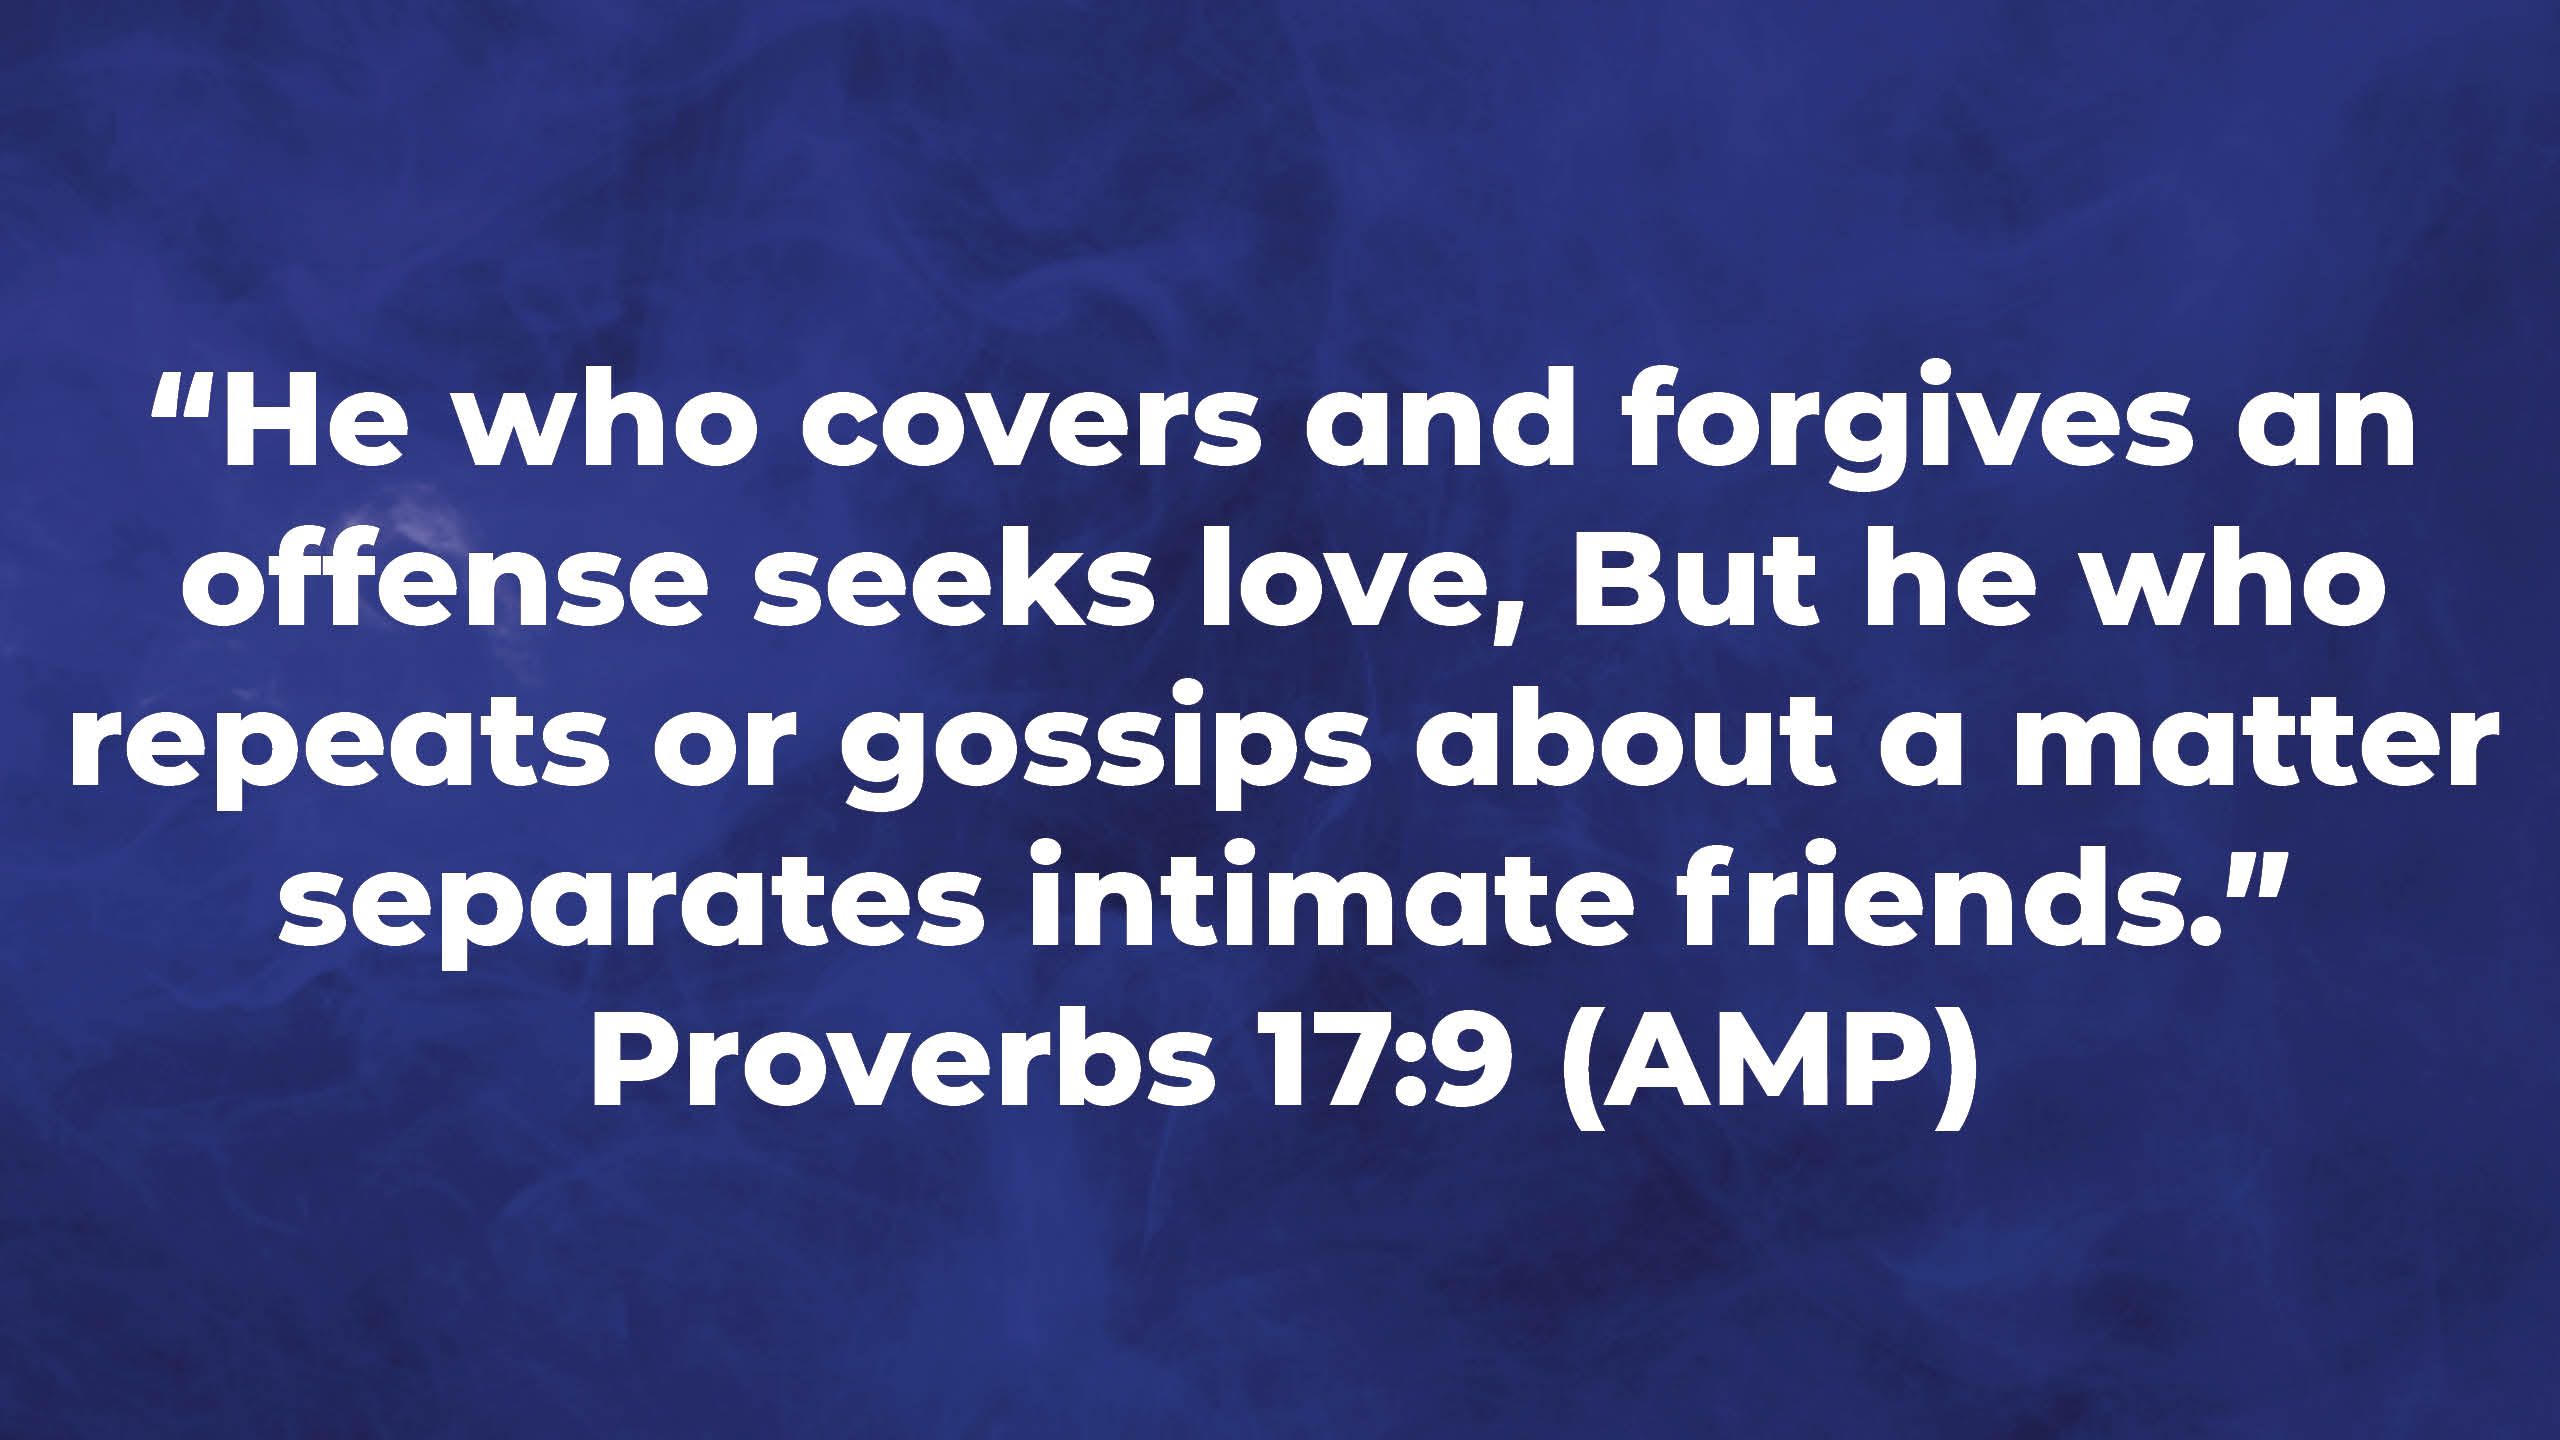 “He who covers and forgives an
offense seeks love, But he who
repeats or gossips about a matter
separates intimate friends.”
Proverbs 17:9 (AMP)